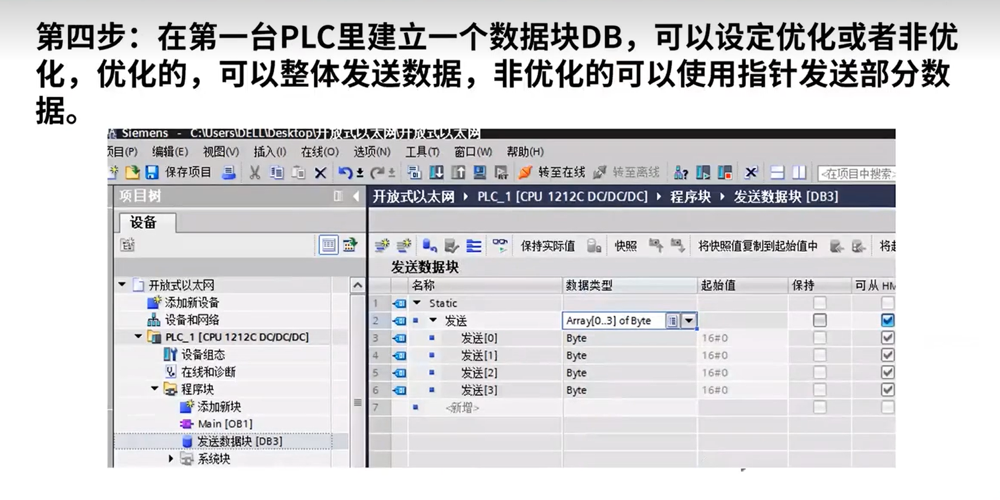 第四步：在第一台PLC里建立一个数据块DB，可以设定优化或者非优
化，优化的，可以整体发送数据，非优化的可以使用指针发送部分数
据。
Siemens - C:\Users\DELL\Desktop\开放式以太网\开放式以太网
项目(P) 编辑(E) 视图(V) 插入(I) 在线(O) 选项(N) 工具(T) 窗口(W) 帮助(H)
保存项目 转至在线 转至离线 <在项目中搜索>
项目树
开放式以太网 PLC_1 [CPU 1212C DC/DC/DC] 程序块 发送数据块 [DB3]
设备
保持实际值 快照 将快照值复制到起始值中
发送数据块
名称 数据类型 起始值 保持 可从 HM
1 Static
2 发送 Array[0..3] of Byte
3 发送[0] Byte 16#0
4 发送[1] Byte 16#0
5 发送[2] Byte 16#0
6 发送[3] Byte 16#0
7 <新增>
开放式以太网
添加新设备
设备和网络
PLC_1 [CPU 1212C DC/DC/DC]
设备组态
在线和诊断
程序块
添加新块
Main [OB1]
发送数据块 [DB3]
系统块